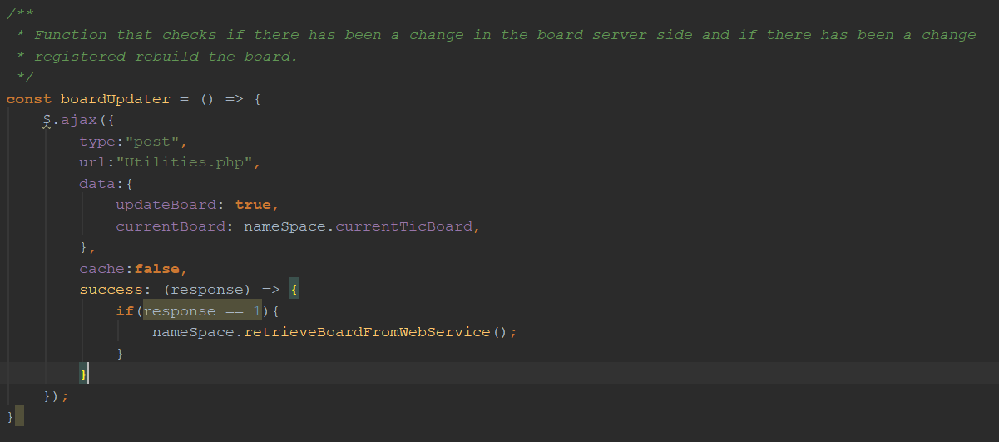 /**
 * Function that checks if there has been a change in the board server side and if there has been a change
 * registered rebuild the board.
 */
const boardUpdater = () => {
    $.ajax({
        type:"post",
        url:"Utilities.php",
        data:{
            updateBoard: true,
            currentBoard: nameSpace.currentTicBoard,
        },
        cache:false,
        success: (response) => {
            if(response == 1){
                nameSpace.retrieveBoardFromWebService();
            }
        }
    });
}